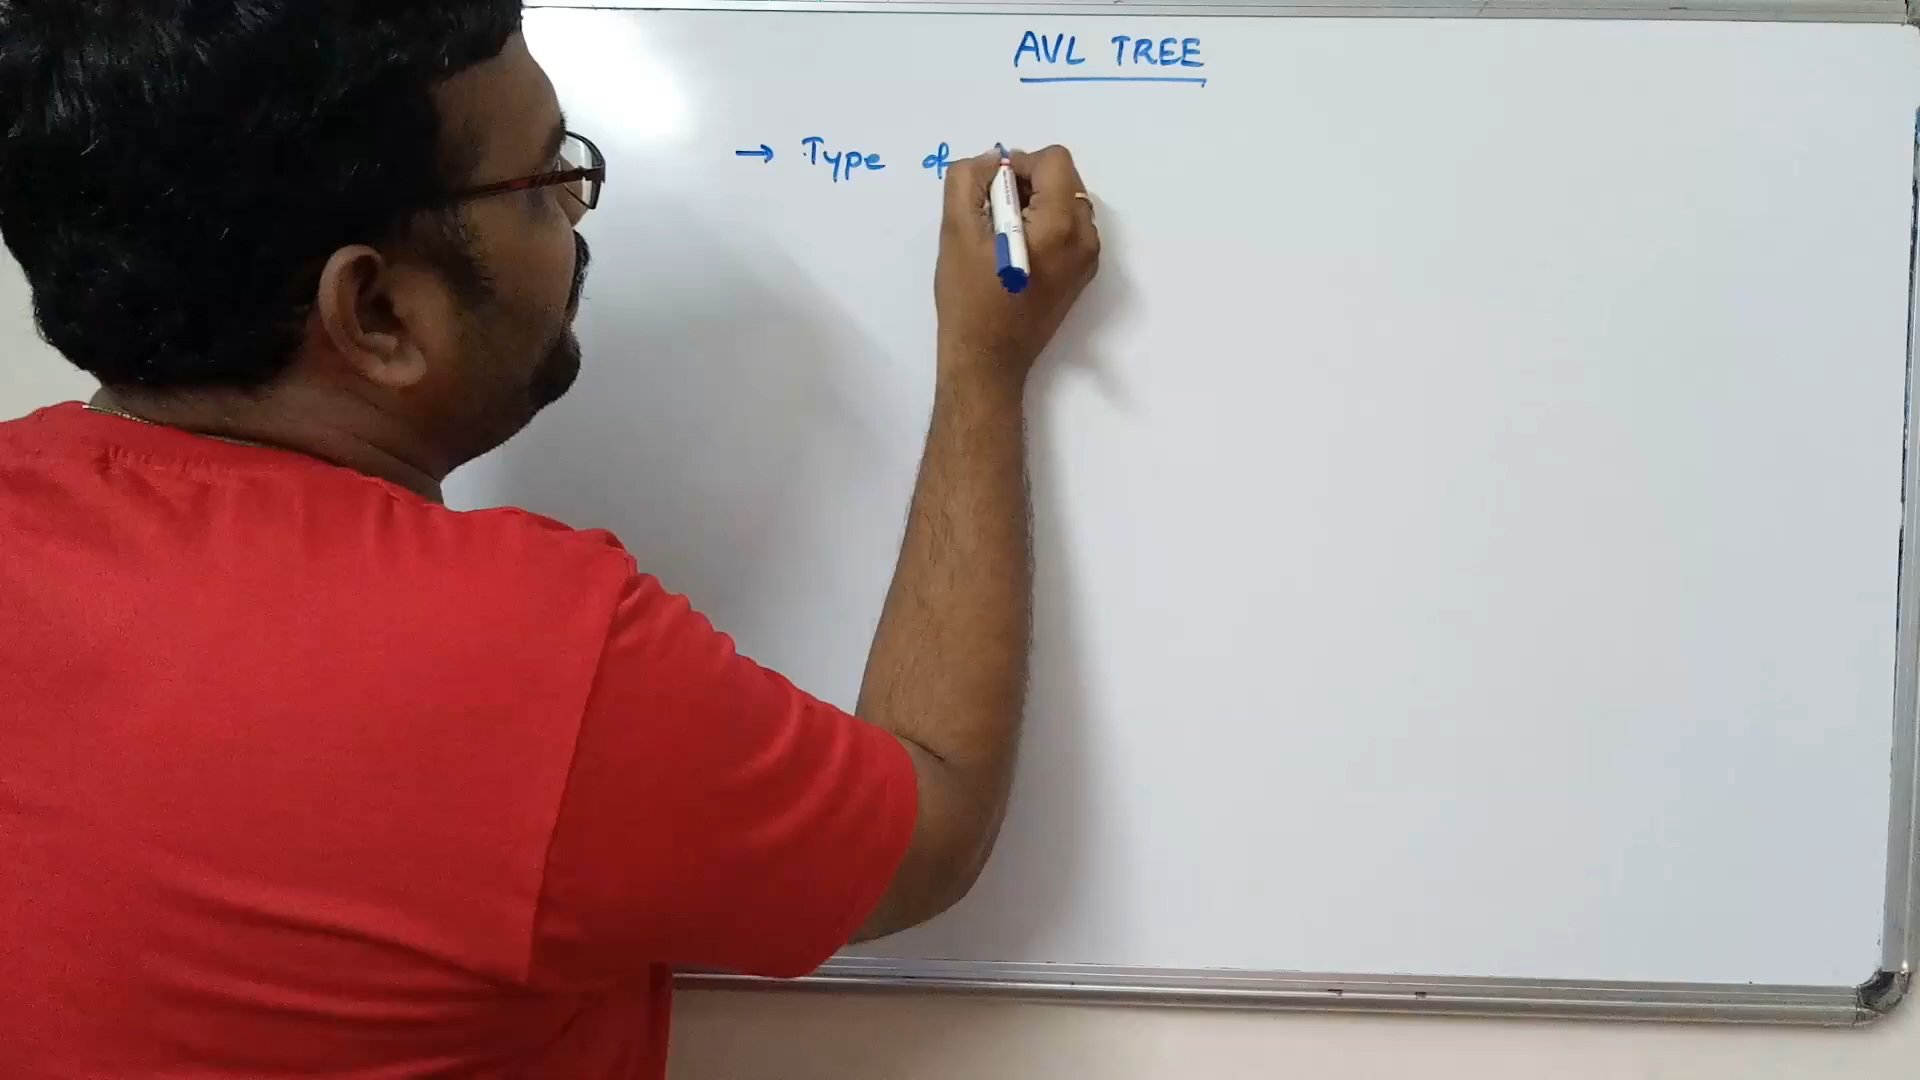 AVL TREE
→ Type of